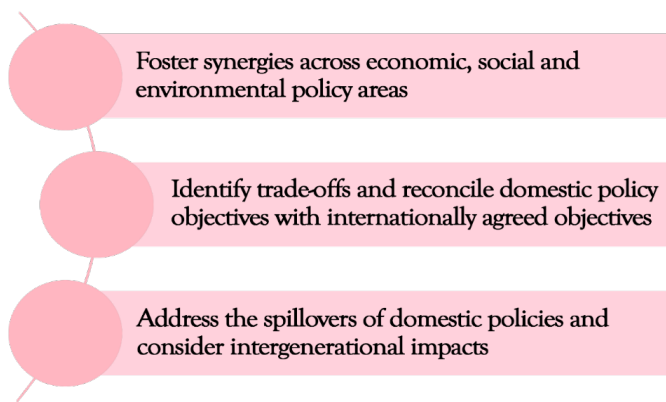 Foster synergies across economic, social and
environmental policy areas
Identify trade-offs and reconcile domestic policy
objectives with internationally agreed objectives
Address the spillovers of domestic policies and
consider intergenerational impacts